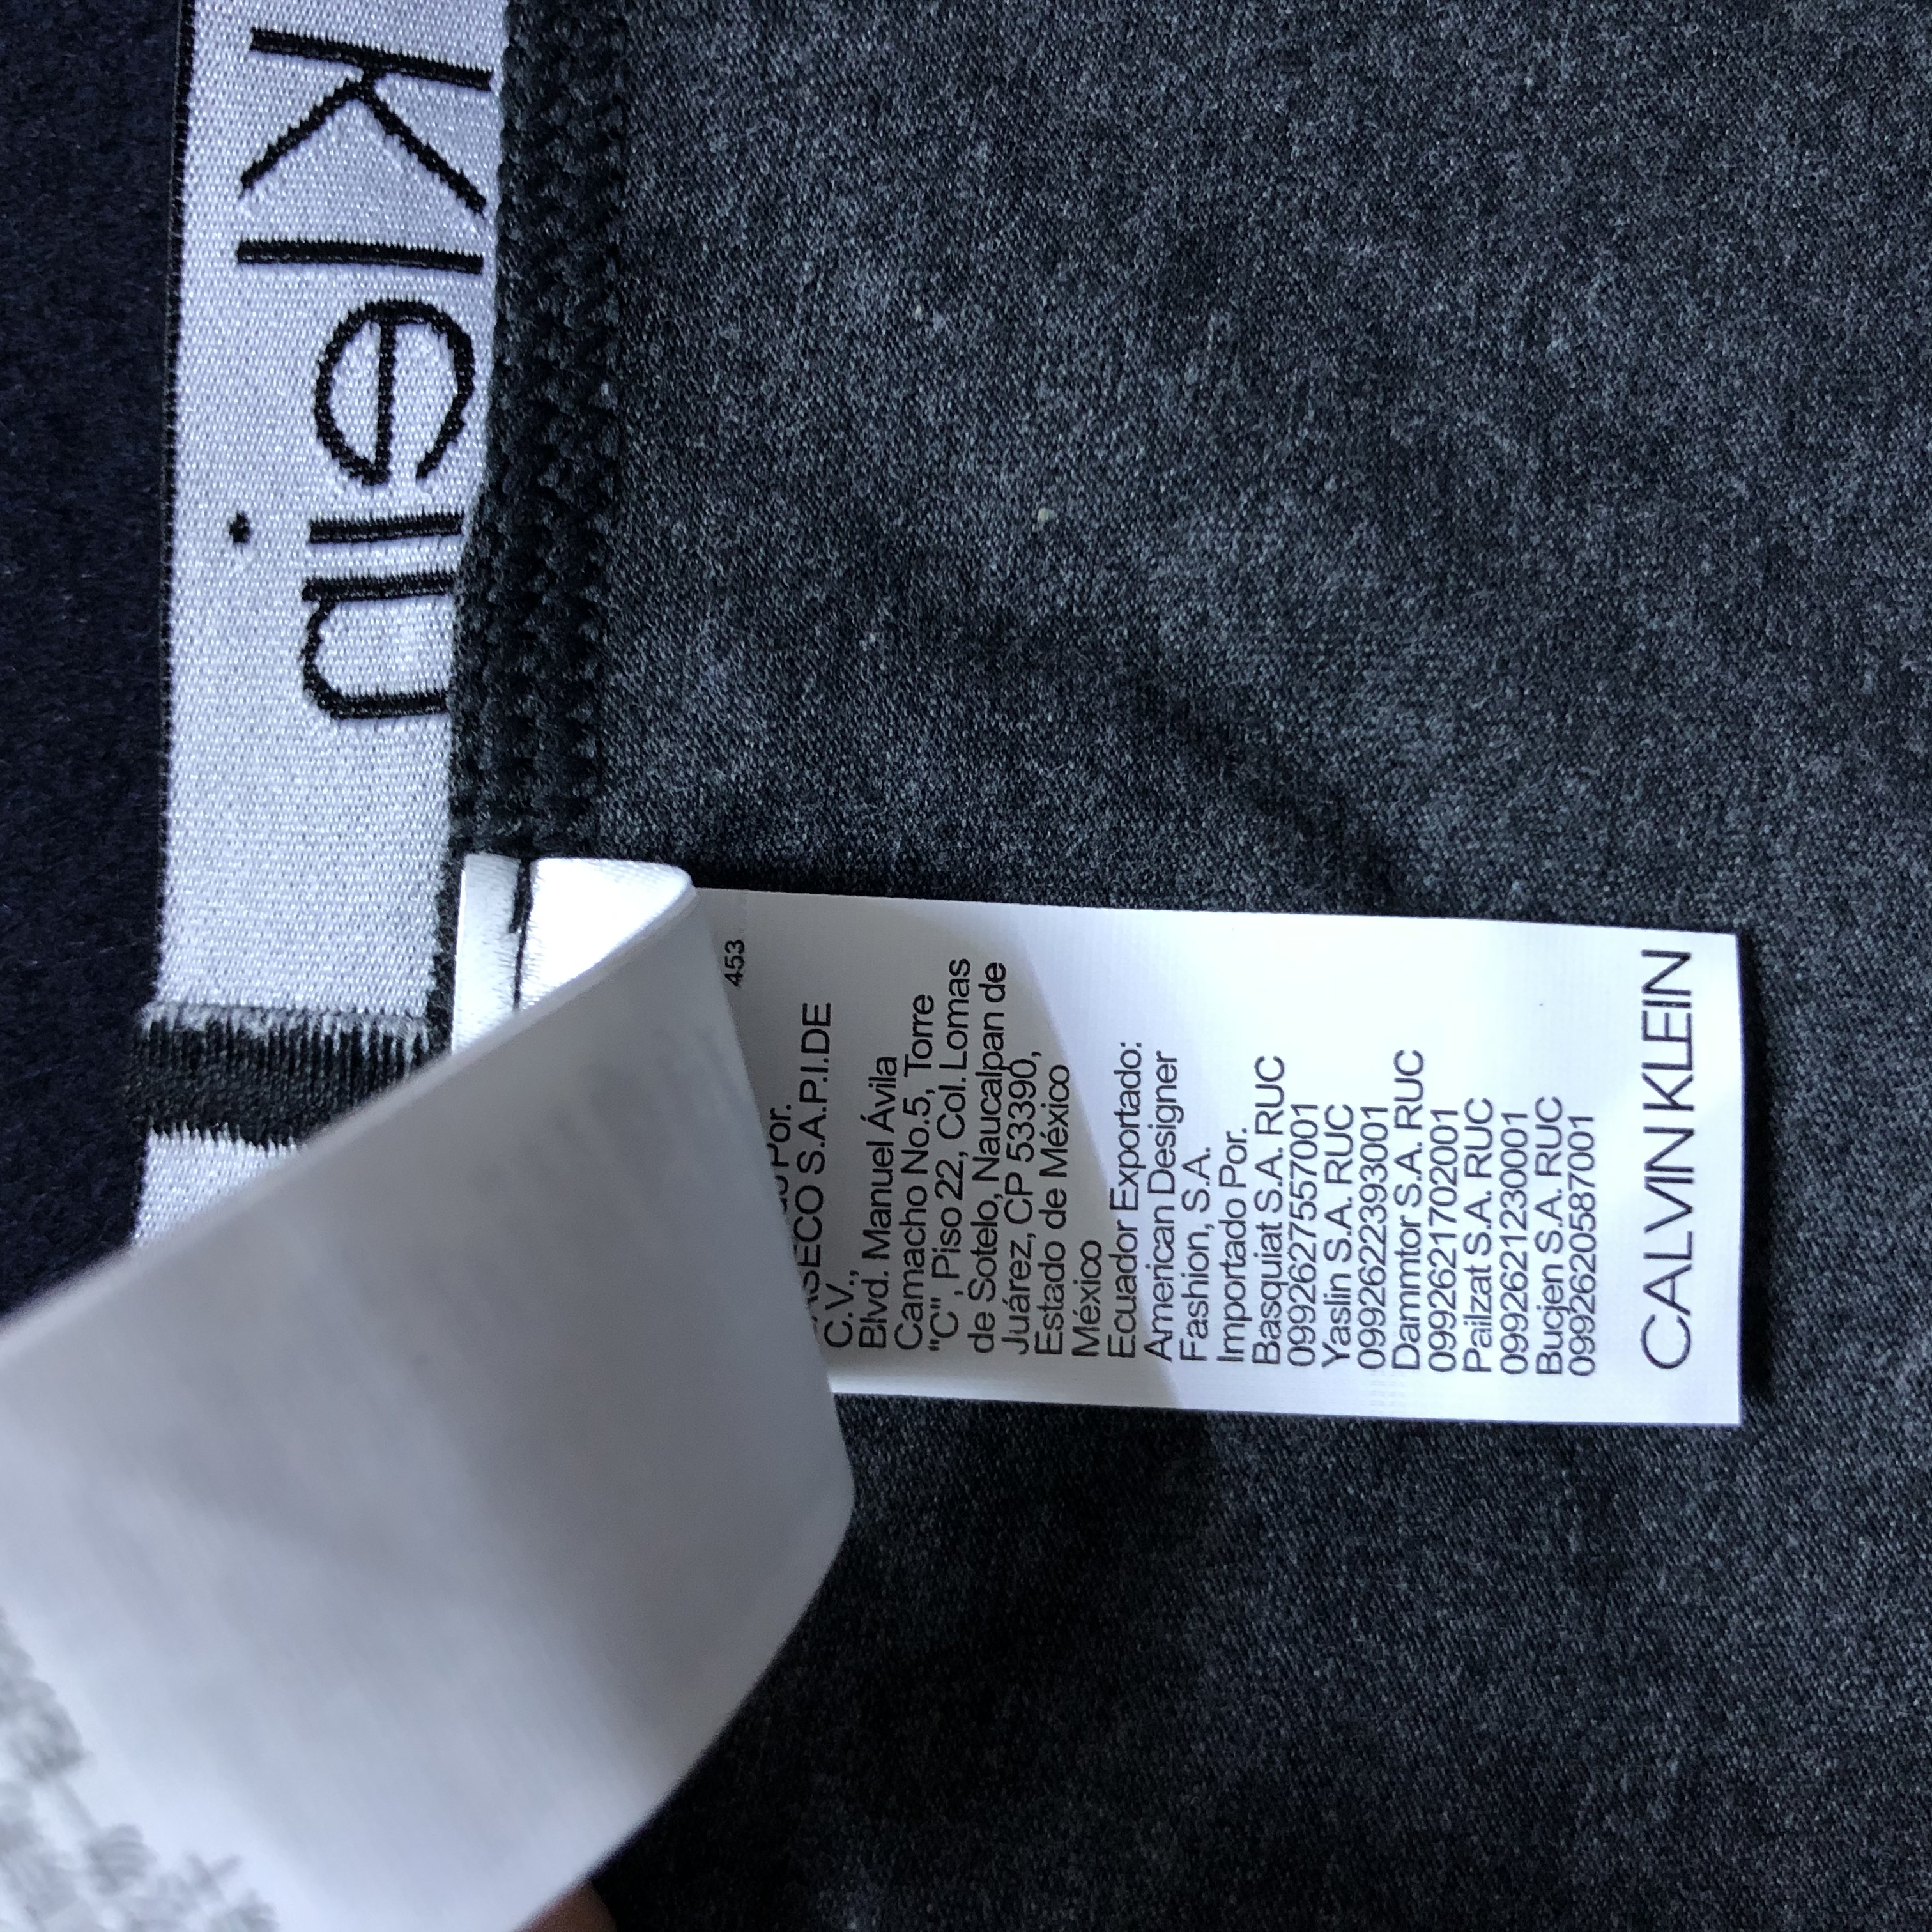 Klein
453
Por.
C.V.,
S.A.P.I.DE
Blvd. Manuel Ávila
Camacho No.5, Torre
"C", Piso 22, Col. Lomas
de Sotelo, Naucalpan de
Juárez, CP 53390,
Estado de México
México
Ecuador Exportado:
American Designer
Fashion, S.A.
Importado Por.
Basquiat S.A. RUC
0992627557001
Yaslin S.A. RUC
0992622393001
Dammtor S.A. RUC
0992621702001
Pailzat S.A. RUC
0992621230001
Bucjen S.A. RUC
0992620587001
CALVIN KLEIN